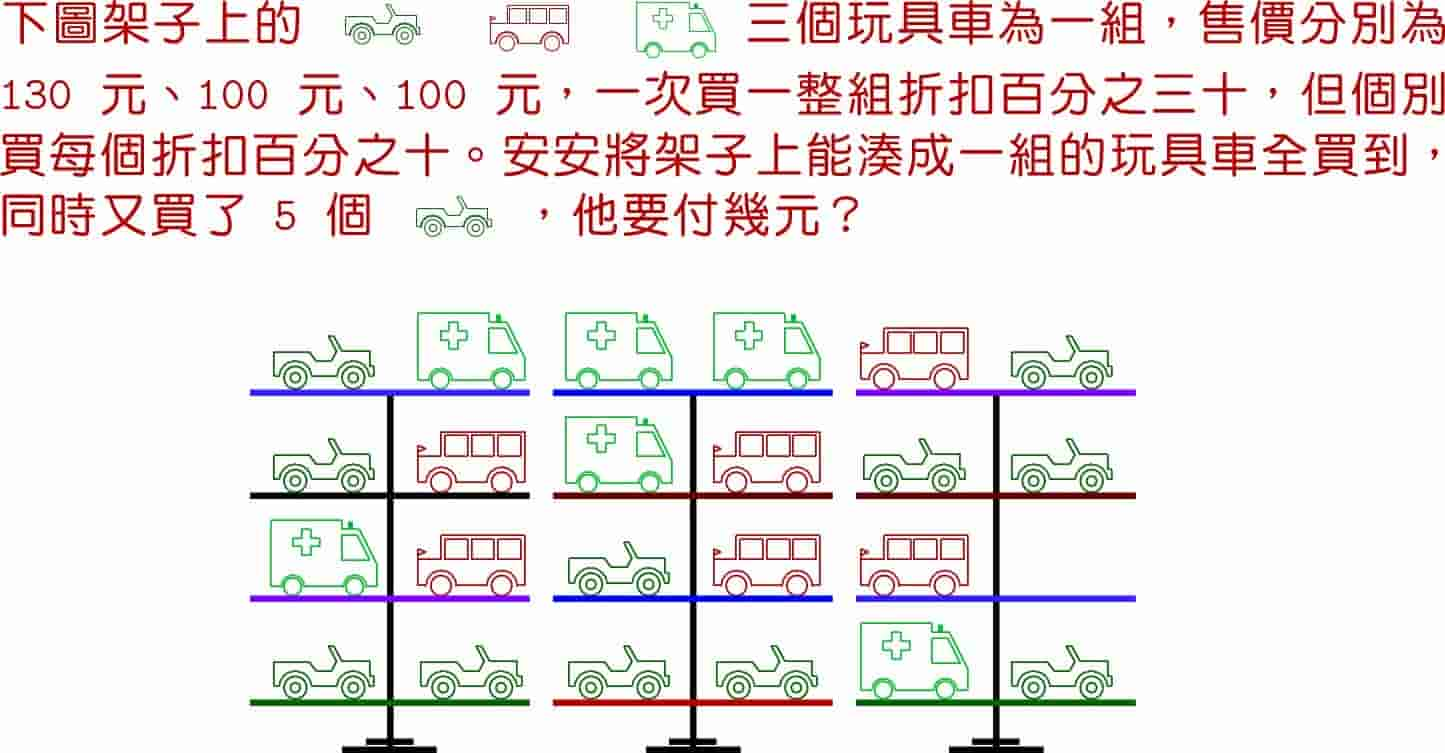 下圖架子上的 三個玩具車為一組，售價分別為
130 元、100 元、100 元，一次買一整組折扣百分之三十，但個別
買每個折扣百分之十。安安將架子上能湊成一組的玩具車全買到，
同時又買了 5 個 ，他要付幾元？